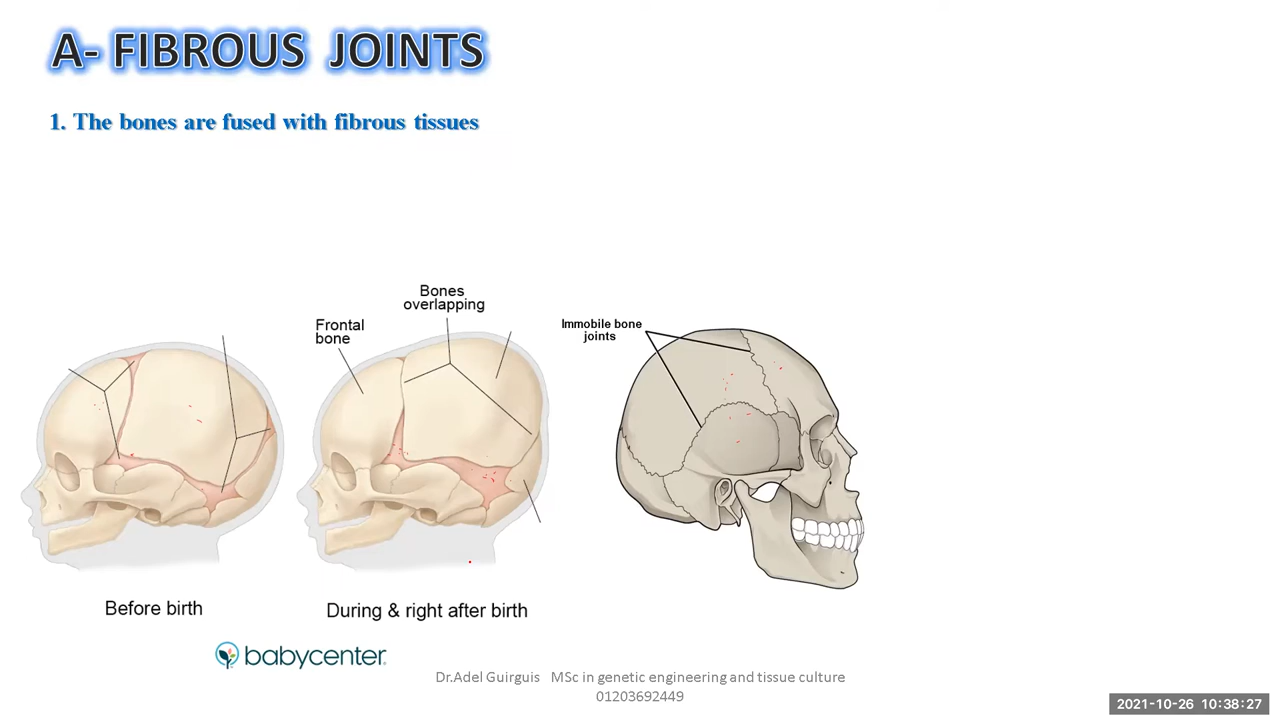 A- FIBROUS JOINTS
1. The bones are fused with fibrous tissues
Bones
overlapping
Frontal
bone
Immobile bone
joints
Before birth
During & right after birth
babycenter
Dr.Adel Guirguis MSc in genetic engineering and tissue culture
01203692449
2021-10-26 10:38:27